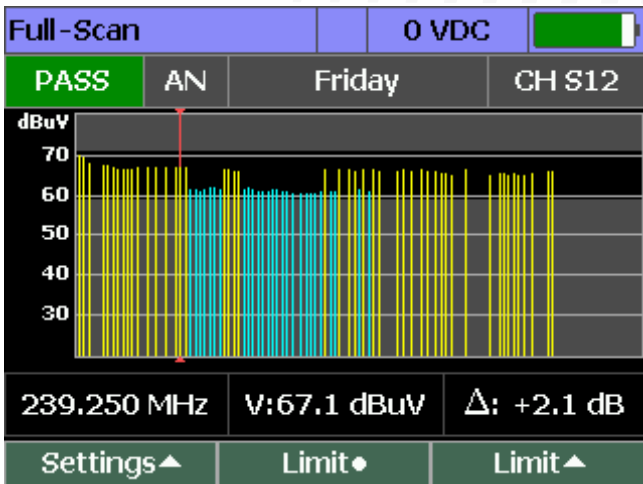 Full-Scan 0 VDC
PASS AN Friday CH S12
dBuV
70
60
50
40
30
239.250 MHz V:67.1 dBuV Δ: +2.1 dB
Settings▲ Limit● Limit▲